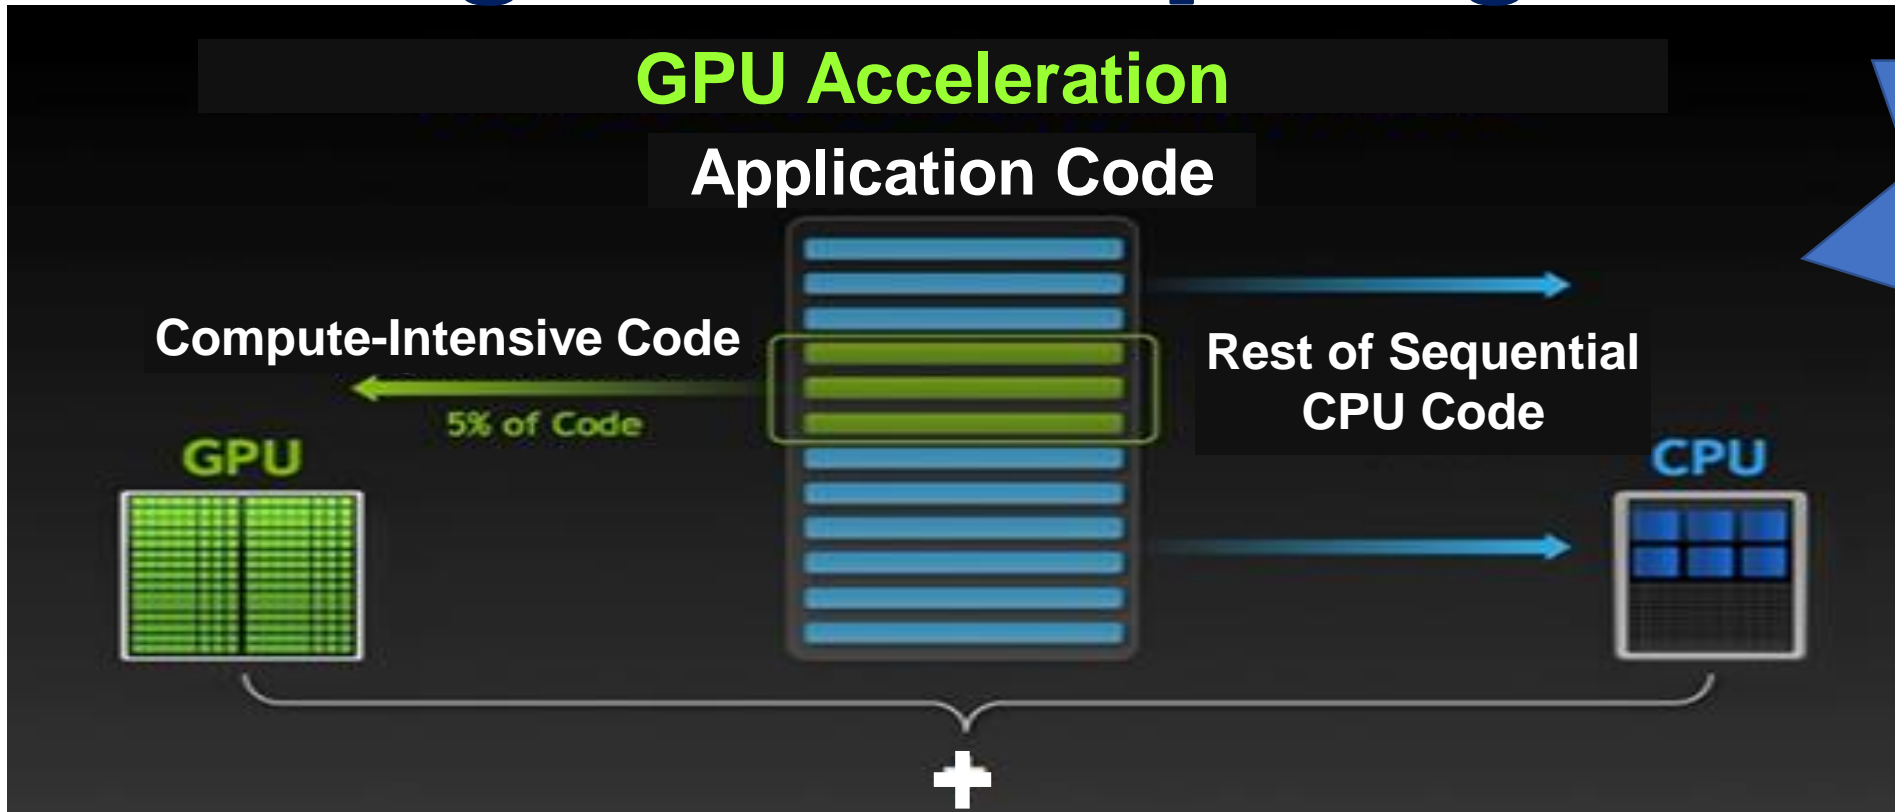 GPU Acceleration
Application Code
Compute-Intensive Code
5% of Code
Rest of Sequential
CPU Code
GPU
CPU
+